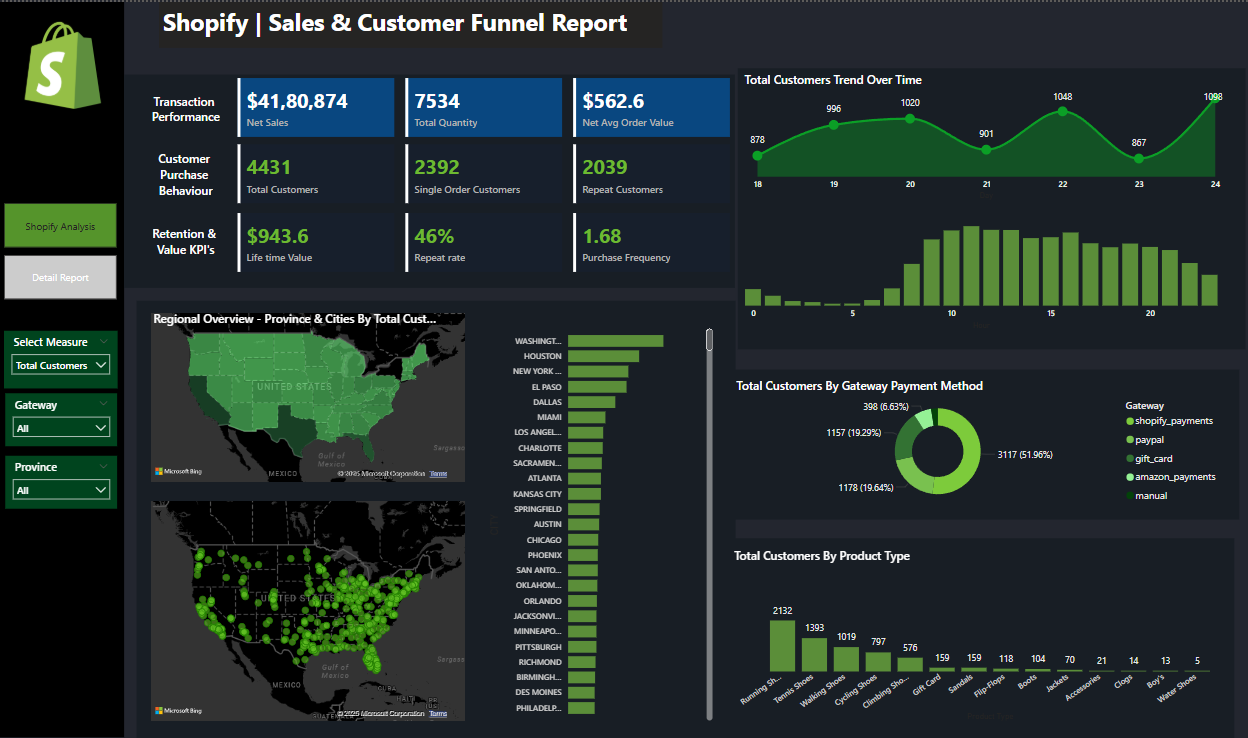 Shopify | Sales & Customer Funnel Report
S
Shopify Analysis
Detail Report
Select Measure
Total Customers
Gateway
All
Province
All
Transaction
Performance
$41,80,874
Net Sales
7534
Total Quantity
$562.6
Net Avg Order Value
Customer
Purchase
Behaviour
4431
Total Customers
2392
Single Order Customers
2039
Repeat Customers
Retention &
Value KPI's
$943.6
Life time Value
46%
Repeat rate
1.68
Purchase Frequency
Total Customers Trend Over Time
878
996
1020
901
1048
867
1098
18 19 20 21 22 23 24
0 5 10 15 20
Regional Overview - Province & Cities By Total Cust...
UNITED STATES
Gulf of
Mexico
MEXICO
Sargass
Microsoft Bing
© 2025 Microsoft Corporation Terms
UNITED STATES
Gulf of
Mexico
MEXICO
CUBA
Sargass
Microsoft Bing
© 2025 Microsoft Corporation Terms
WASHINGT...
HOUSTON
NEW YORK ...
EL PASO
DALLAS
MIAMI
LOS ANGEL...
CHARLOTTE
SACRAMEN...
ATLANTA
KANSAS CITY
SPRINGFIELD
AUSTIN
CHICAGO
PHOENIX
SAN ANTO...
OKLAHOM...
ORLANDO
JACKSONVI...
MINNEAPO...
PITTSBURGH
RICHMOND
BIRMINGH...
DES MOINES
PHILADELP...
Total Customers By Gateway Payment Method
398 (6.63%)
1157 (19.29%)
1178 (19.64%)
3117 (51.96%)
Gateway
shopify_payments
paypal
gift_card
amazon_payments
manual
Total Customers By Product Type
2132
1393
1019
797
576
159
159
118
104
70
21
14
13
5
Running Sh...
Tennis Shoes
Walking Shoes
Cycling Shoes
Climbing Sho...
Gift Card
Sandals
Flip-Flops
Boots
Jackets
Accessories
Clogs
Boy's
Water Shoes